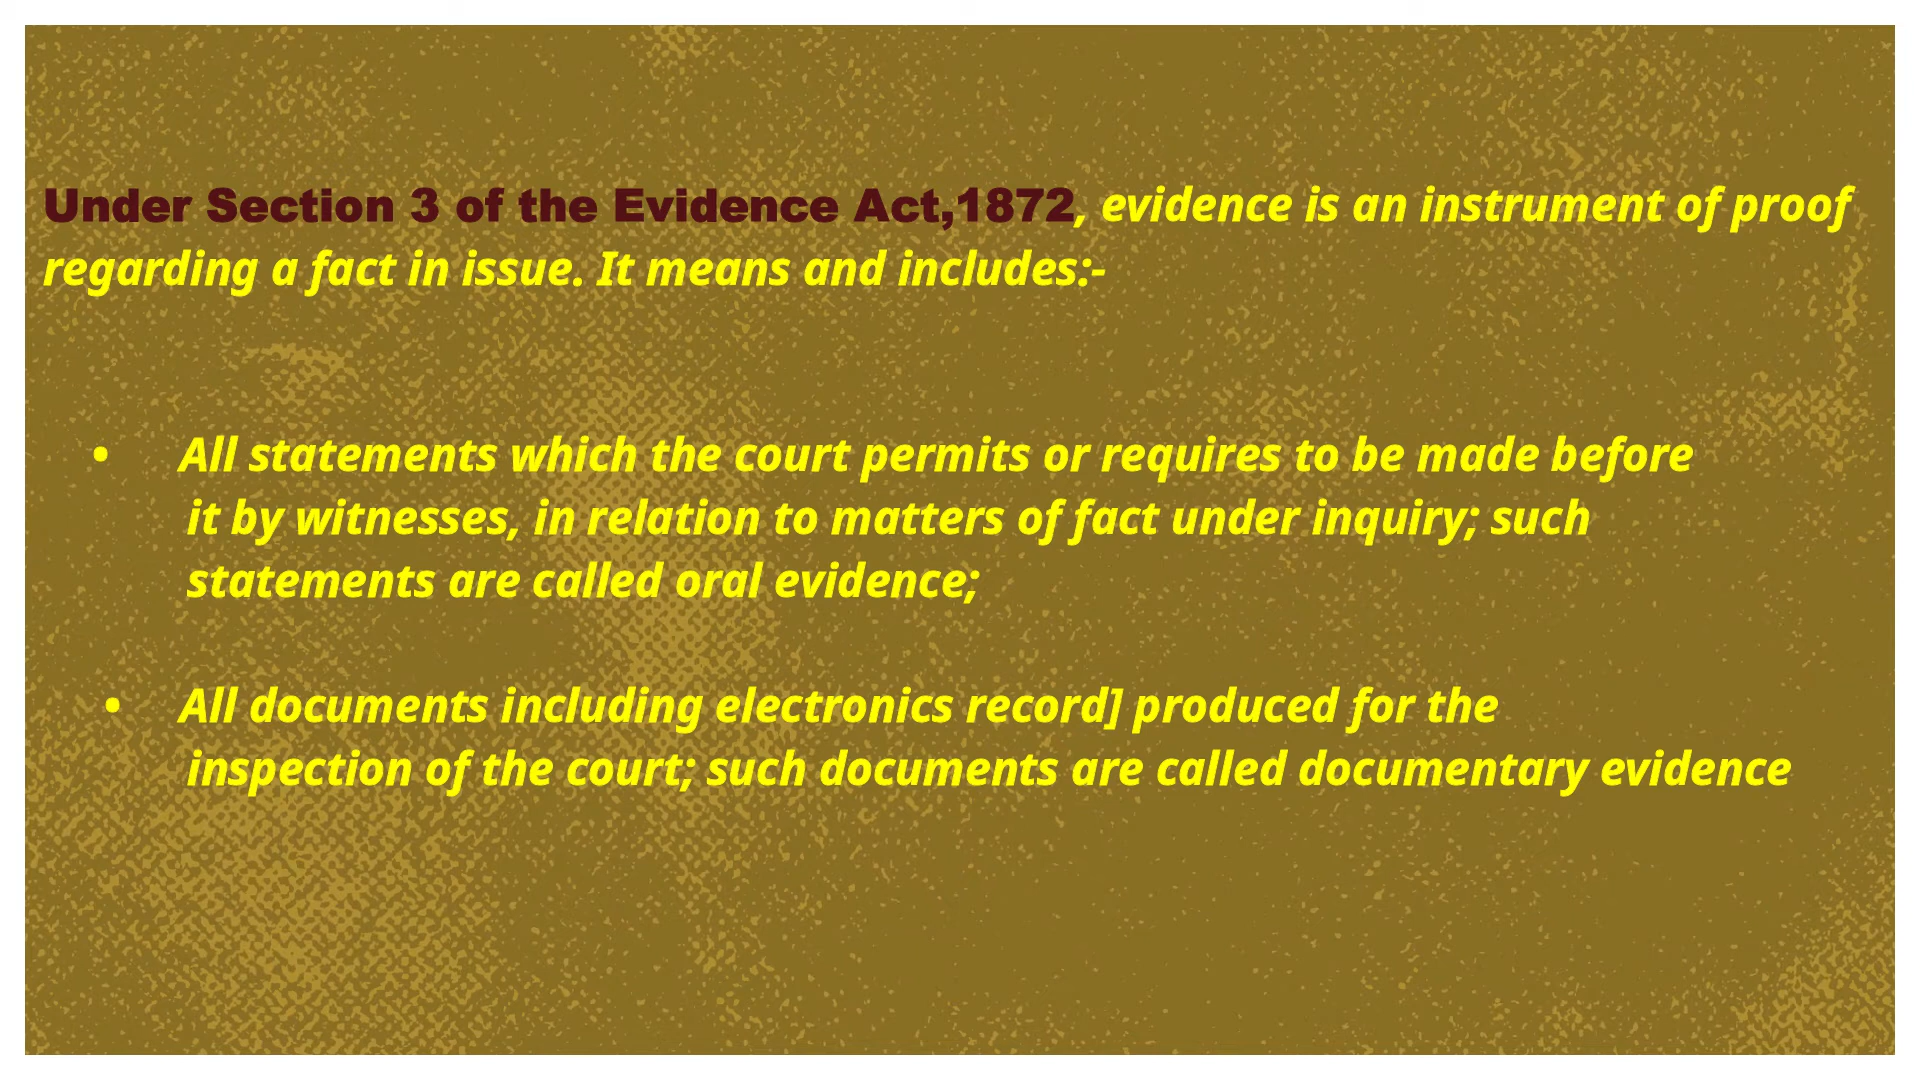 Under Section 3 of the Evidence Act,1872, evidence is an instrument of proof
regarding a fact in issue. It means and includes:-
• All statements which the court permits or requires to be made before
it by witnesses, in relation to matters of fact under inquiry; such
statements are called oral evidence;
• All documents including electronics record] produced for the
inspection of the court; such documents are called documentary evidence